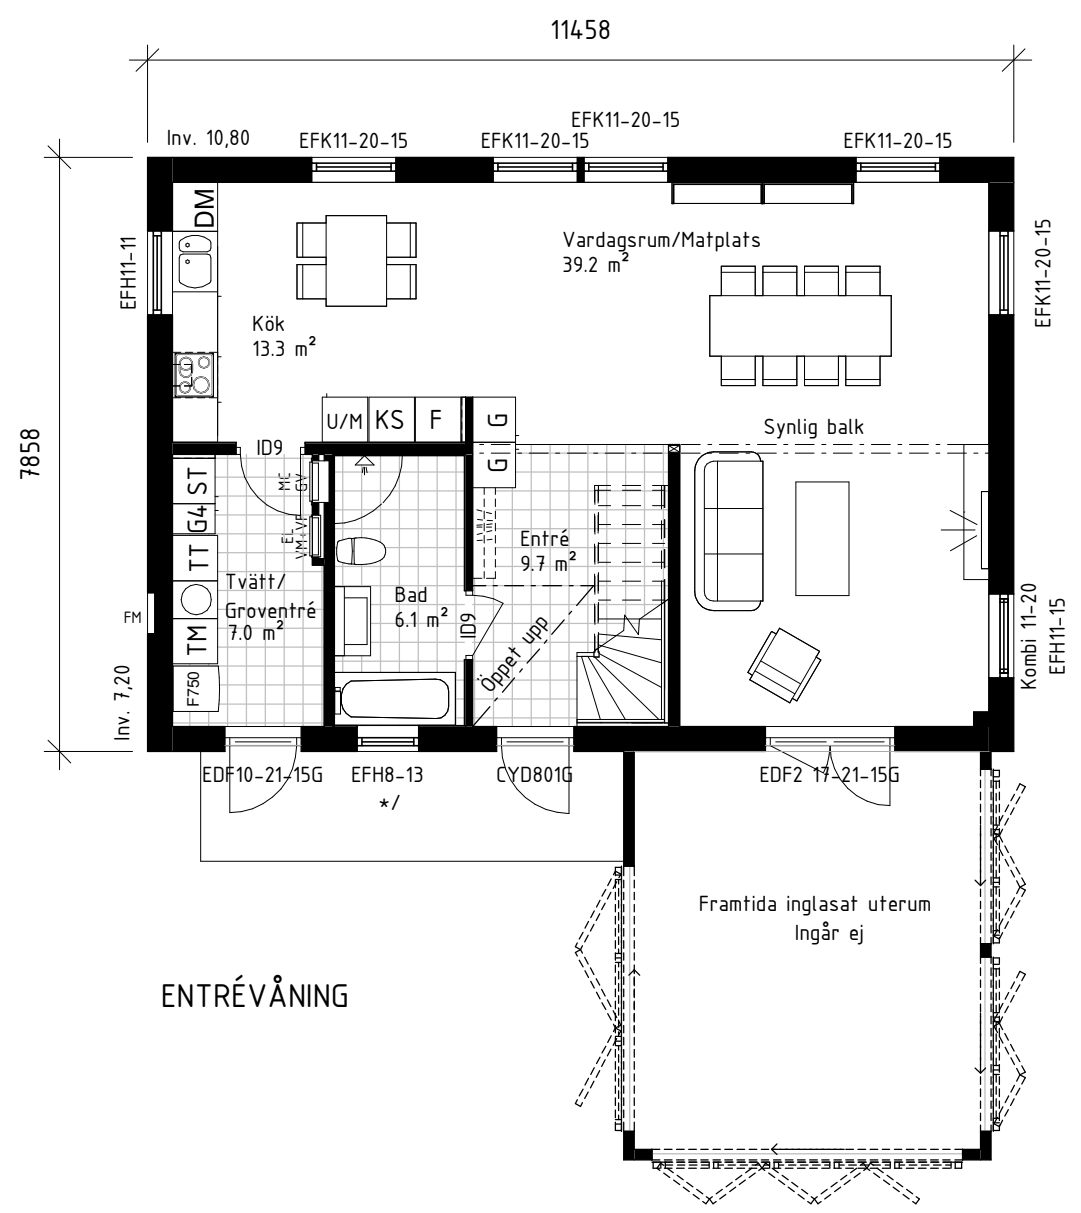 11458
EFK11-20-15
Inv. 10,80
EFK11-20-15
EFK11-20-15
EFK11-20-15
DM
EFH11-11
Vardagsrum/Matplats
39.2 m²
EFK11-20-15
Kök
13.3 m²
U/M
KS
F
G
G
Synlig balk
7858
ID9
ST
G4
MC
GV
EL
VM+VF
TT
Entré
9.7 m²
Tvätt/
Groventré
7.0 m²
Bad
6.1 m²
ID9
FM
TM
Öppet upp
Kombi 11-20
EFH11-15
F750
Inv. 7,20
EDF10-21-15G
EFH8-13
*/
CYD801G
EDF2 17-21-15G
Framtida inglasat uterum
Ingår ej
ENTRÉVÅNING